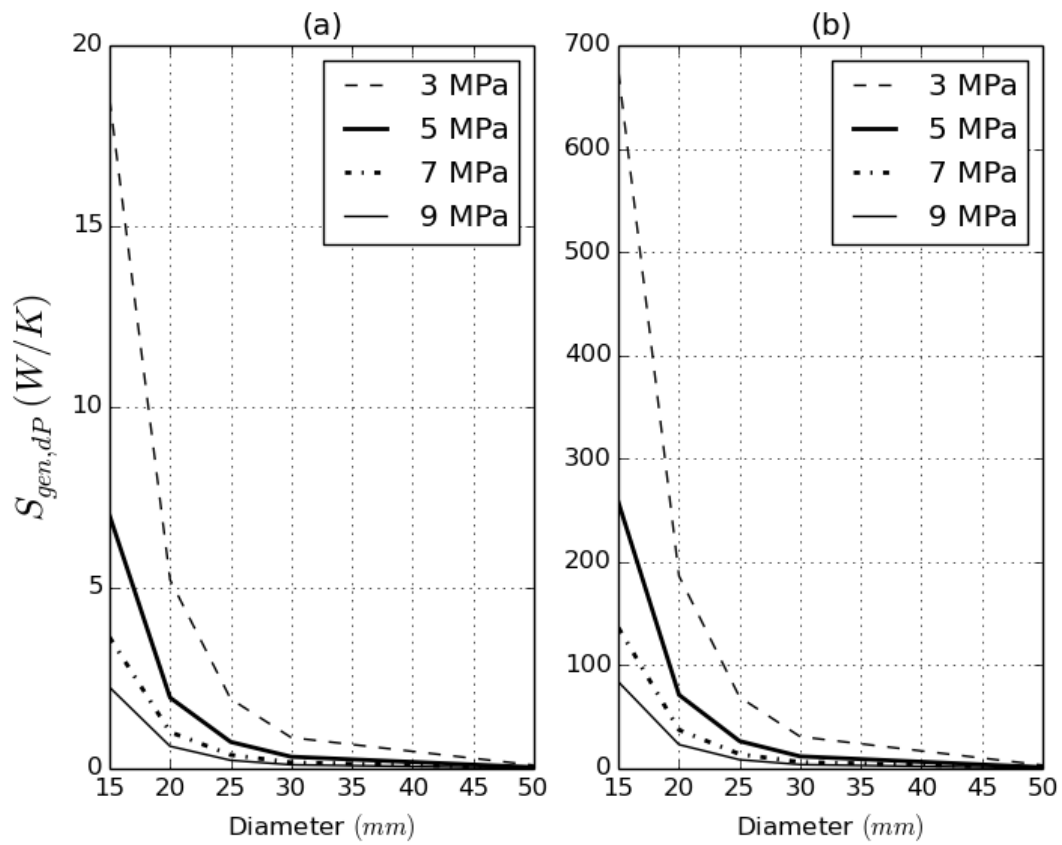 (a)
20
15
10
5
0
15 20 25 30 35 40 45 50
3 MPa
5 MPa
7 MPa
9 MPa
S_{gen,dP} (W/K)
Diameter (mm)
(b)
700
600
500
400
300
200
100
0
15 20 25 30 35 40 45 50
3 MPa
5 MPa
7 MPa
9 MPa
Diameter (mm)